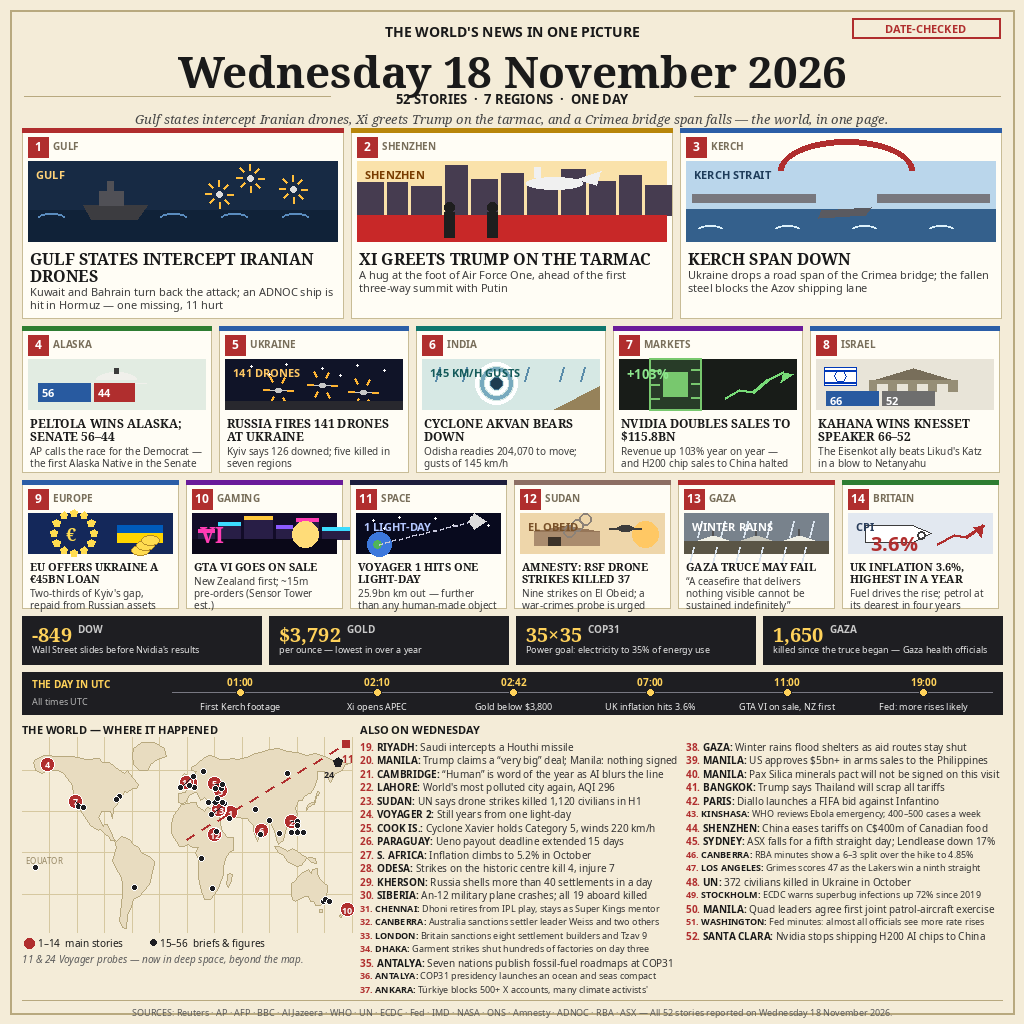 THE WORLD'S NEWS IN ONE PICTURE
DATE-CHECKED
Wednesday 18 November 2026
52 STORIES · 7 REGIONS · ONE DAY
Gulf states intercept Iranian drones, Xi greets Trump on the tarmac, and a Crimea bridge span falls — the world, in one page.
1 GULF
GULF
GULF STATES INTERCEPT IRANIAN
DRONES
Kuwait and Bahrain turn back the attack; an ADNOC ship is
hit in Hormuz — one missing, 11 hurt
2 SHENZHEN
SHENZHEN
XI GREETS TRUMP ON THE TARMAC
A hug at the foot of Air Force One, ahead of the first
three-way summit with Putin
3 KERCH
KERCH STRAIT
KERCH SPAN DOWN
Ukraine drops a road span of the Crimea bridge; the fallen
steel blocks the Azov shipping lane
4 ALASKA
56 44
PELTOLA WINS ALASKA;
SENATE 56–44
AP calls the race for the Democrat —
the first Alaska Native in the Senate
5 UKRAINE
141 DRONES
RUSSIA FIRES 141 DRONES
AT UKRAINE
Kyiv says 126 downed; five killed in
seven regions
6 INDIA
145 KM/H GUSTS
CYCLONE AKVAN BEARS
DOWN
Odisha readies 204,070 to move;
gusts of 145 km/h
7 MARKETS
+103%
NVIDIA DOUBLES SALES TO
$115.8BN
Revenue up 103% year on year —
and H200 chip sales to China halted
8 ISRAEL
66 52
KAHANA WINS KNESSET
SPEAKER 66–52
The Eisenkot ally beats Likud's Katz
in a blow to Netanyahu
9 EUROPE
€
EU OFFERS UKRAINE A
€45BN LOAN
Two-thirds of Kyiv's gap,
repaid from Russian assets
10 GAMING
VI
GTA VI GOES ON SALE
New Zealand first; ~15m
pre-orders (Sensor Tower
est.)
11 SPACE
1 LIGHT-DAY
VOYAGER 1 HITS ONE
LIGHT-DAY
25.9bn km out — further
than any human-made object
12 SUDAN
EL OBEID
AMNESTY: RSF DRONE
STRIKES KILLED 37
Nine strikes on El Obeid; a
war-crimes probe is urged
13 GAZA
WINTER RAINS
GAZA TRUCE MAY FAIL
“A ceasefire that delivers
nothing visible cannot be
sustained indefinitely”
14 BRITAIN
CPI
3.6%
UK INFLATION 3.6%,
HIGHEST IN A YEAR
Fuel drives the rise; petrol at
its dearest in four years
-849 DOW
Wall Street slides before Nvidia's results
$3,792 GOLD
per ounce — lowest in over a year
35×35 COP31
Power goal: electricity to 35% of energy use
1,650 GAZA
killed since the truce began — Gaza health officials
THE DAY IN UTC
All times UTC
01:00 02:10 02:42 07:00 11:00 19:00
First Kerch footage Xi opens APEC Gold below $3,800 UK inflation hits 3.6% GTA VI on sale, NZ first Fed: more rises likely
THE WORLD — WHERE IT HAPPENED
4
11
24
7
2
6
12
10
EQUATOR
1–14 main stories 15–56 briefs & figures
11 & 24 Voyager probes — now in deep space, beyond the map.
ALSO ON WEDNESDAY
19. RIYADH: Saudi intercepts a Houthi missile
20. MANILA: Trump claims a “very big” deal; Manila: nothing signed
21. CAMBRIDGE: “Human” is word of the year as AI blurs the line
22. LAHORE: World's most polluted city again, AQI 296
23. SUDAN: UN says drone strikes killed 1,120 civilians in H1
24. VOYAGER 2: Still years from one light-day
25. COOK IS.: Cyclone Xavier holds Category 5, winds 220 km/h
26. PARAGUAY: Ueno payout deadline extended 15 days
27. S. AFRICA: Inflation climbs to 5.2% in October
28. ODESA: Strikes on the historic centre kill 4, injure 7
29. KHERSON: Russia shells more than 40 settlements in a day
30. SIBERIA: An-12 military plane crashes; all 19 aboard killed
31. CHENNAI: Dhoni retires from IPL play, stays as Super Kings mentor
32. CANBERRA: Australia sanctions settler leader Weiss and two others
33. LONDON: Britain sanctions eight settlement builders and Tzav 9
34. DHAKA: Garment strikes shut hundreds of factories on day three
35. ANTALYA: Seven nations publish fossil-fuel roadmaps at COP31
36. ANTALYA: COP31 presidency launches an ocean and seas compact
37. ANKARA: Türkiye blocks 500+ X accounts, many climate activists'
38. GAZA: Winter rains flood shelters as aid routes stay shut
39. MANILA: US approves $5bn+ in arms sales to the Philippines
40. MANILA: Pax Silica minerals pact will not be signed on this visit
41. BANGKOK: Trump says Thailand will scrap all tariffs
42. PARIS: Diallo launches a FIFA bid against Infantino
43. KINSHASA: WHO reviews Ebola emergency; 400–500 cases a week
44. SHENZHEN: China eases tariffs on C$400m of Canadian food
45. SYDNEY: ASX falls for a fifth straight day; Lendlease down 17%
46. CANBERRA: RBA minutes show a 6–3 split over the hike to 4.85%
47. LOS ANGELES: Grimes scores 47 as the Lakers win a ninth straight
48. UN: 372 civilians killed in Ukraine in October
49. STOCKHOLM: ECDC warns superbug infections up 72% since 2019
50. MANILA: Quad leaders agree first joint patrol-aircraft exercise
51. WASHINGTON: Fed minutes: almost all officials see more rate rises
52. SANTA CLARA: Nvidia stops shipping H200 AI chips to China
SOURCES: Reuters · AP · AFP · BBC · Al Jazeera · WHO · UN · ECDC · Fed · IMD · NASA · ONS · Amnesty · ADNOC · RBA · ASX — All 52 stories reported on Wednesday 18 November 2026.